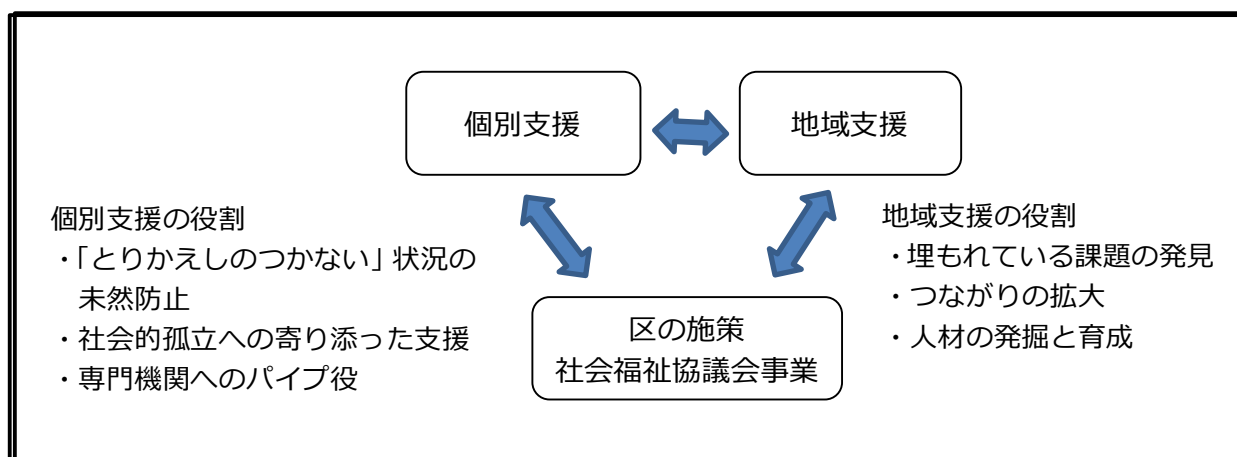 個別支援
地域支援
個別支援の役割
・「とりかえしのつかない」状況の
未然防止
・社会的孤立への寄り添った支援
・専門機関へのパイプ役
地域支援の役割
・埋もれている課題の発見
・つながりの拡大
・人材の発掘と育成
区の施策
社会福祉協議会事業